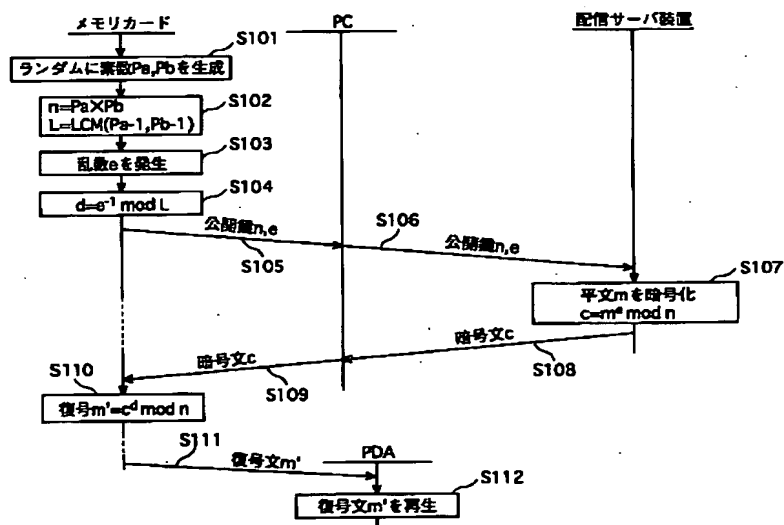 メモリカード
PC
配信サーバ装置
S101
ランダムに素数Pa,Pbを生成
S102
n=Pa×Pb
L=LCM(Pa-1,Pb-1)
S103
乱数eを発生
S104
d=e⁻¹ mod L
公開鍵n,e
S105
S106
公開鍵n,e
S107
平文mを暗号化
c=mᵉ mod n
暗号文c
S108
暗号文c
S109
S110
復号m'=cᵈ mod n
S111
復号文m'
PDA
S112
復号文m'を再生